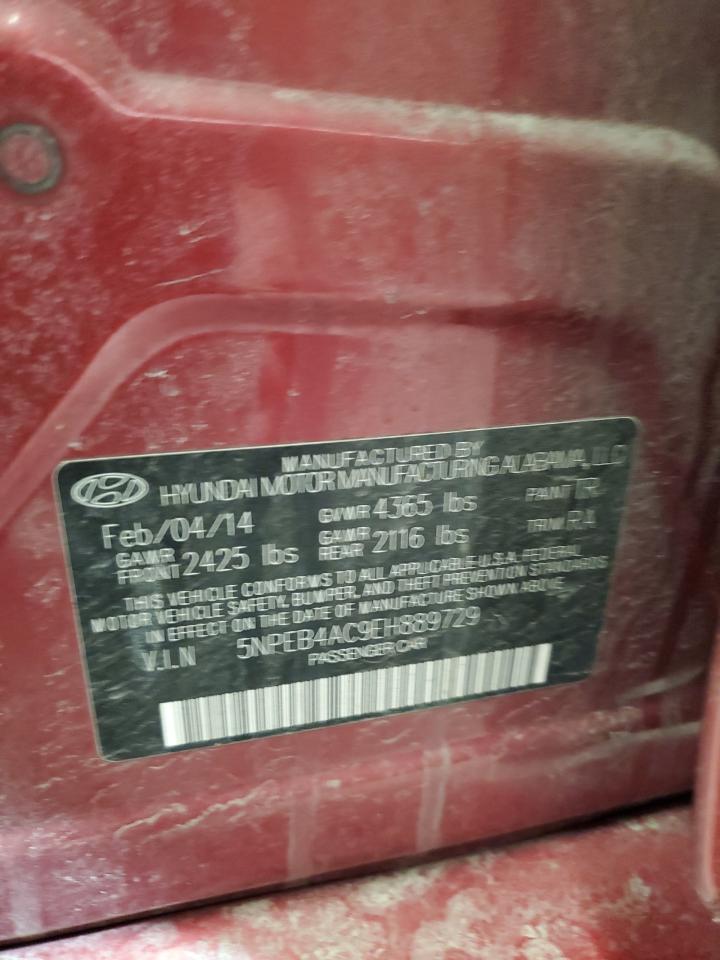 MANUFACTURED BY
HYUNDAI MOTOR MANUFACTURING ALABAMA, LLC
Feb/04/14 GVWR 4365 lbs PAINT TR
GAWR FRONT 2425 lbs GAWR REAR 2116 lbs TRIM RA
THIS VEHICLE CONFORMS TO ALL APPLICABLE U.S.A. FEDERAL
MOTOR VEHICLE SAFETY, BUMPER, AND THEFT PREVENTION STANDARDS
IN EFFECT ON THE DATE OF MANUFACTURE SHOWN ABOVE.
V.I.N 5NPEB4AC9EH889729
PASSENGER CAR